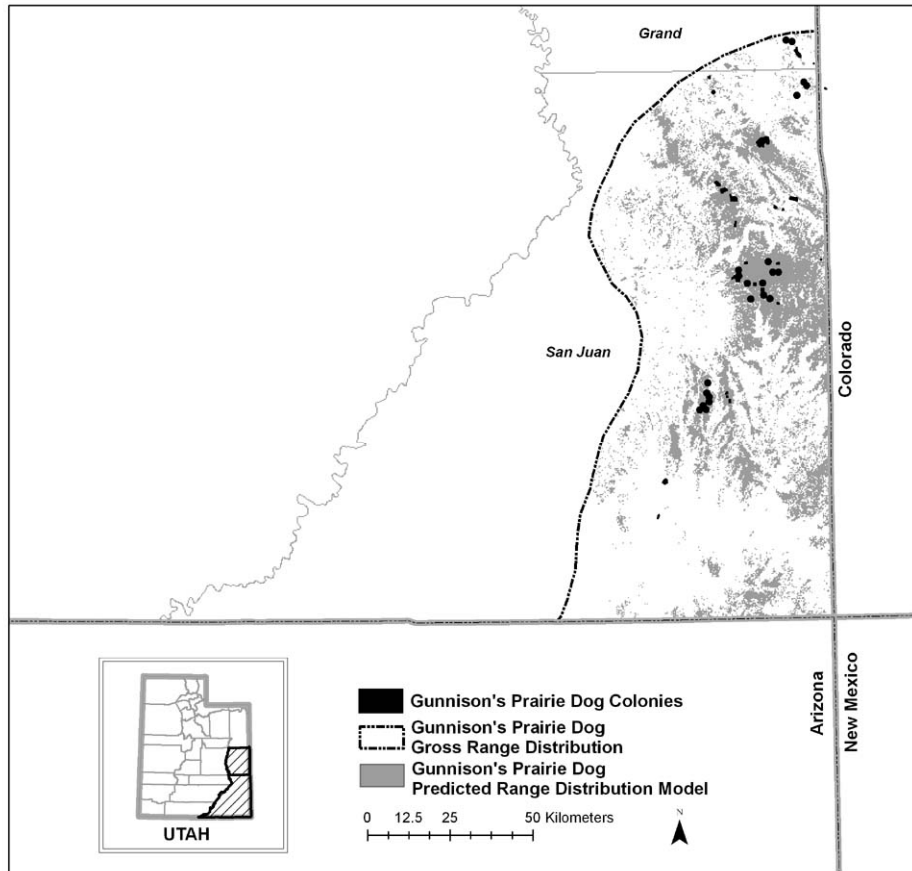 Grand
San Juan
Colorado
Arizona
New Mexico
UTAH
Gunnison's Prairie Dog Colonies
Gunnison's Prairie Dog
Gross Range Distribution
Gunnison's Prairie Dog
Predicted Range Distribution Model
0 12.5 25 50 Kilometers
N